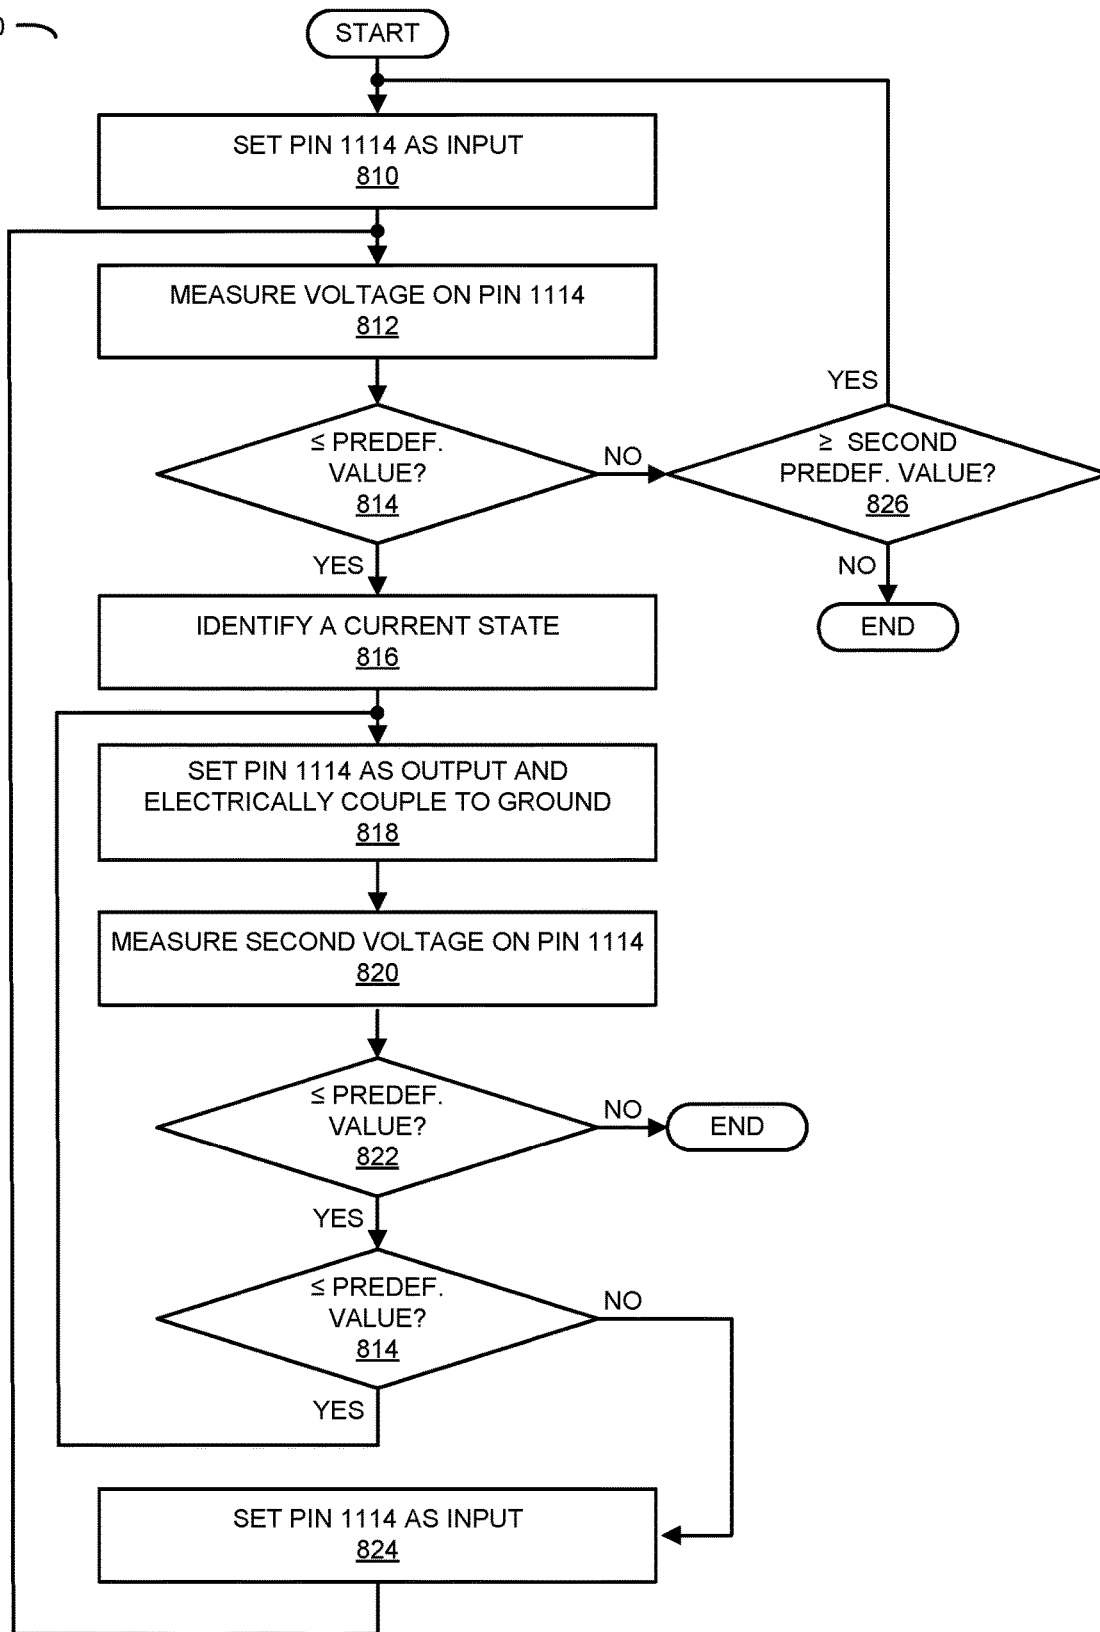 START
SET PIN 1114 AS INPUT
810
MEASURE VOLTAGE ON PIN 1114
812
YES
≤ PREDEF.
VALUE?
814
NO
≥ SECOND
PREDEF. VALUE?
826
YES
NO
IDENTIFY A CURRENT STATE
816
END
SET PIN 1114 AS OUTPUT AND
ELECTRICALLY COUPLE TO GROUND
818
MEASURE SECOND VOLTAGE ON PIN 1114
820
≤ PREDEF.
VALUE?
822
NO
END
YES
≤ PREDEF.
VALUE?
814
NO
YES
SET PIN 1114 AS INPUT
824